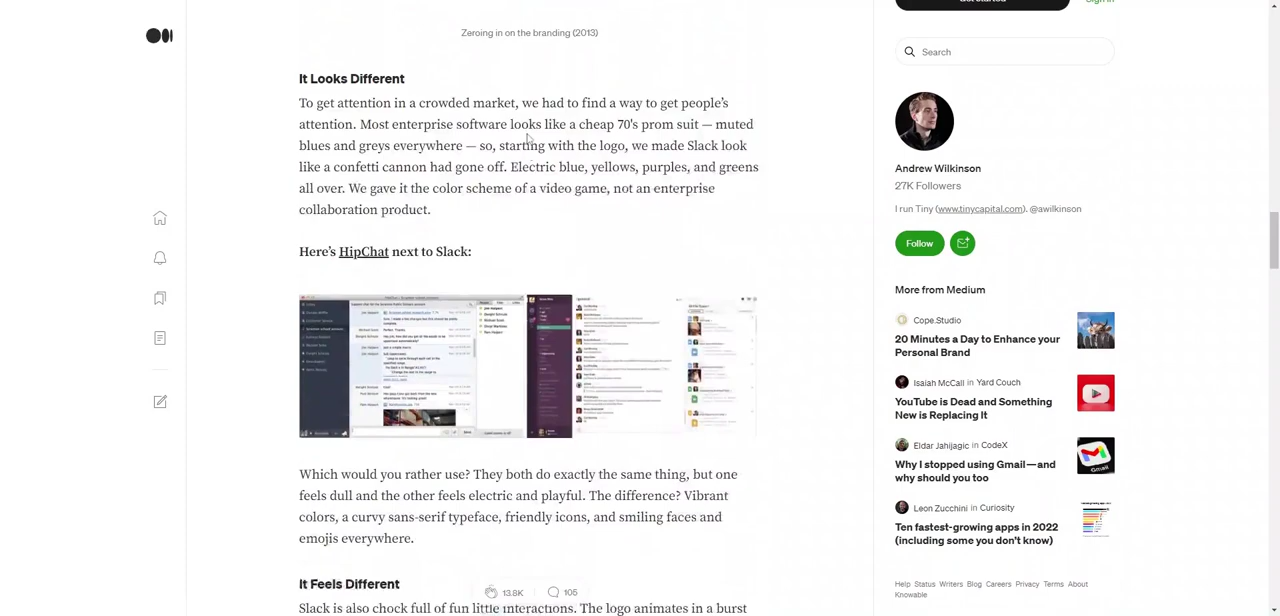 Get started
Sign in
Zeroing in on the branding (2013)
Search
It Looks Different
To get attention in a crowded market, we had to find a way to get people's
attention. Most enterprise software looks like a cheap 70's prom suit — muted
blues and greys everywhere — so, starting with the logo, we made Slack look
like a confetti cannon had gone off. Electric blue, yellows, purples, and greens
all over. We gave it the color scheme of a video game, not an enterprise
collaboration product.
Here's HipChat next to Slack:
Which would you rather use? They both do exactly the same thing, but one
feels dull and the other feels electric and playful. The difference? Vibrant
colors, a curvy sans-serif typeface, friendly icons, and smiling faces and
emojis everywhere.
It Feels Different
13.8K
105
Slack is also chock full of fun little interactions. The logo animates in a burst
Andrew Wilkinson
27K Followers
I run Tiny (www.tinycapital.com). @awilkinson
Follow
More from Medium
Cope.Studio
20 Minutes a Day to Enhance your
Personal Brand
Isaiah McCall in Yard Couch
YouTube is Dead and Something
New is Replacing It
Eldar Jahijagic in CodeX
Why I stopped using Gmail—and
why should you too
Gmail
Leon Zucchini in Curiosity
Ten fastest-growing apps in 2022
(including some you don't know)
Help Status Writers Blog Careers Privacy Terms About
Knowable